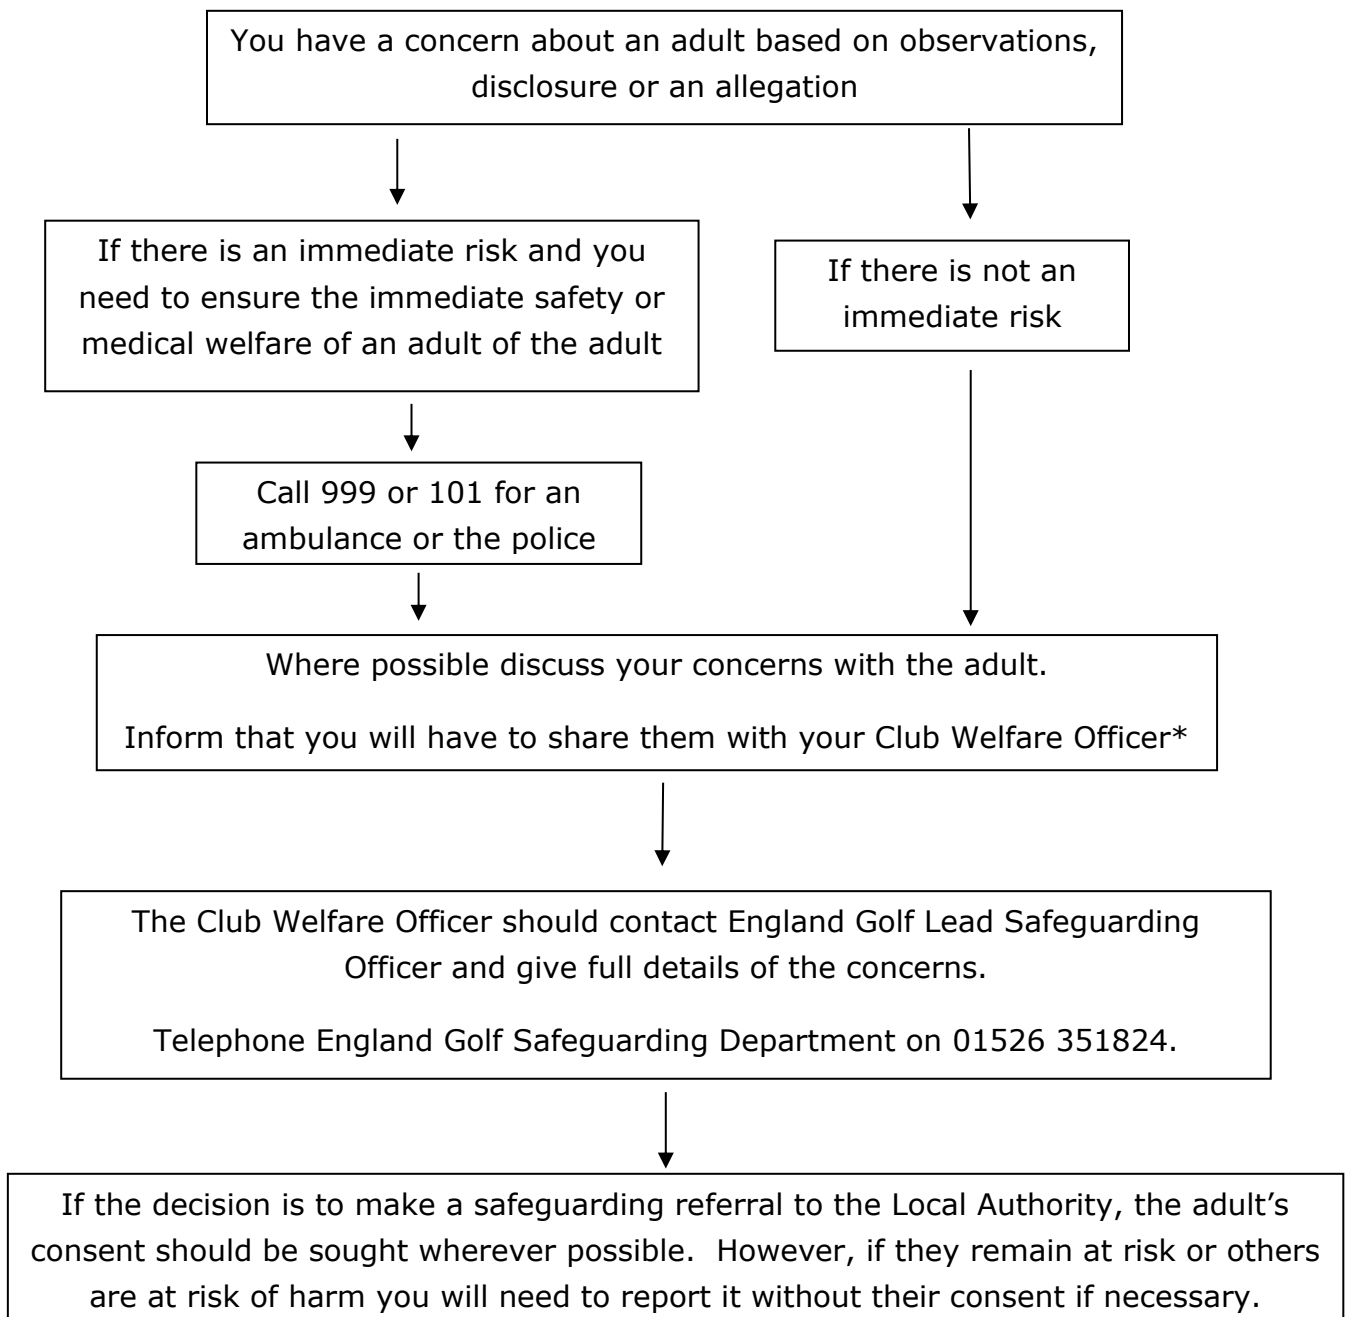 You have a concern about an adult based on observations,
disclosure or an allegation
If there is an immediate risk and you
need to ensure the immediate safety or
medical welfare of an adult of the adult
If there is not an
immediate risk
Call 999 or 101 for an
ambulance or the police
Where possible discuss your concerns with the adult.
Inform that you will have to share them with your Club Welfare Officer*
The Club Welfare Officer should contact England Golf Lead Safeguarding
Officer and give full details of the concerns.
Telephone England Golf Safeguarding Department on 01526 351824.
If the decision is to make a safeguarding referral to the Local Authority, the adult’s
consent should be sought wherever possible.  However, if they remain at risk or others
are at risk of harm you will need to report it without their consent if necessary.